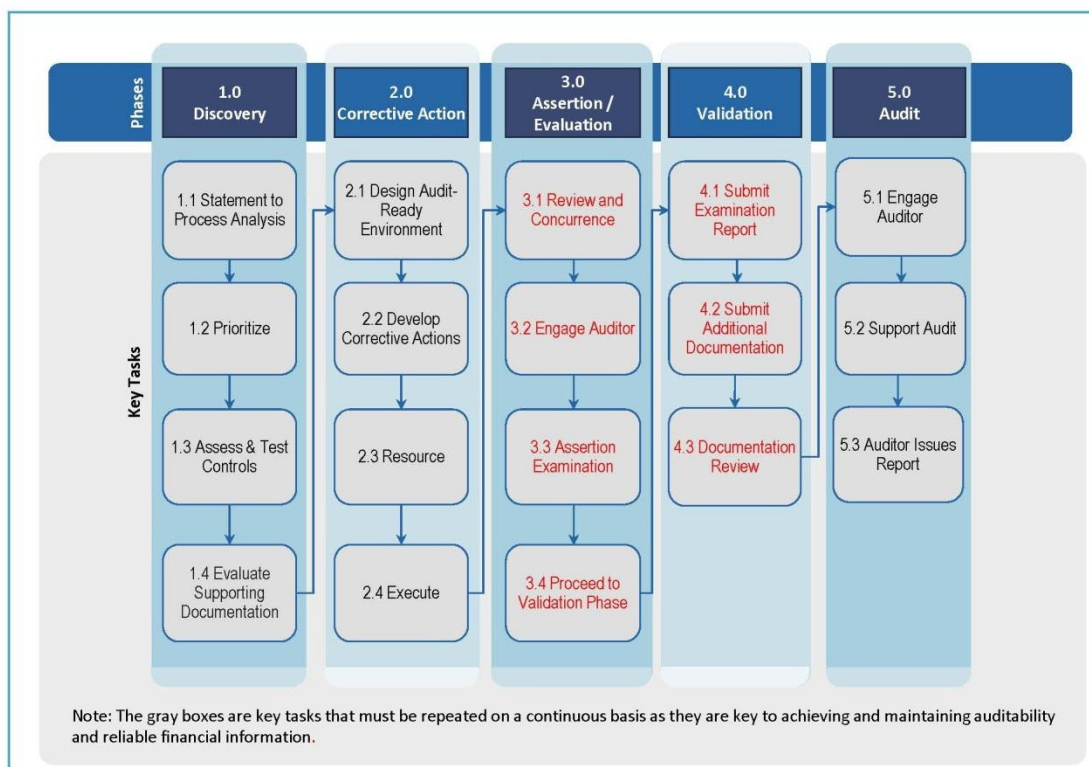 Phases
1.0
Discovery
2.0
Corrective Action
3.0
Assertion /
Evaluation
4.0
Validation
5.0
Audit
Key Tasks
1.1 Statement to
Process Analysis
1.2 Prioritize
1.3 Assess & Test
Controls
1.4 Evaluate
Supporting
Documentation
2.1 Design Audit-
Ready
Environment
2.2 Develop
Corrective Actions
2.3 Resource
2.4 Execute
3.1 Review and
Concurrence
3.2 Engage Auditor
3.3 Assertion
Examination
3.4 Proceed to
Validation Phase
4.1 Submit
Examination
Report
4.2 Submit
Additional
Documentation
4.3 Documentation
Review
5.1 Engage
Auditor
5.2 Support Audit
5.3 Auditor Issues
Report
Note: The gray boxes are key tasks that must be repeated on a continuous basis as they are key to achieving and maintaining auditability
and reliable financial information.